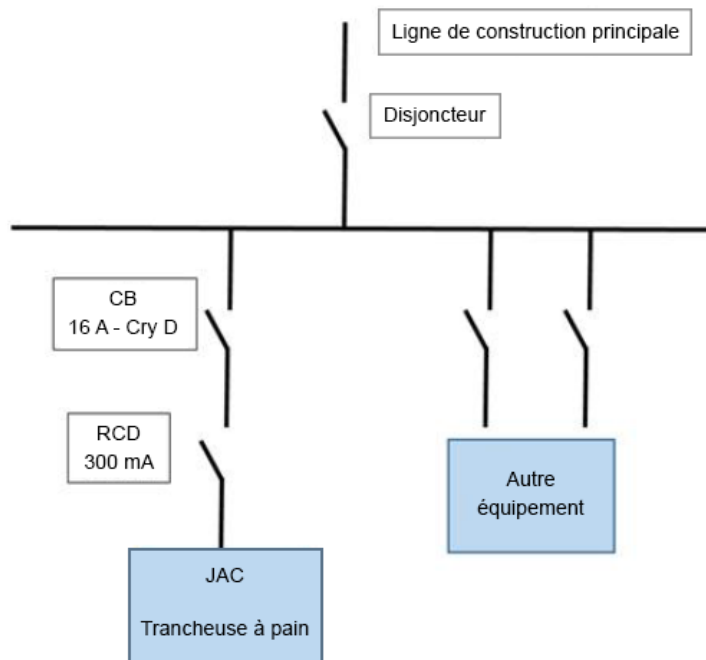 Ligne de construction principale
Disjoncteur
CB
16 A - Cry D
RCD
300 mA
Autre
équipement
JAC
Trancheuse à pain